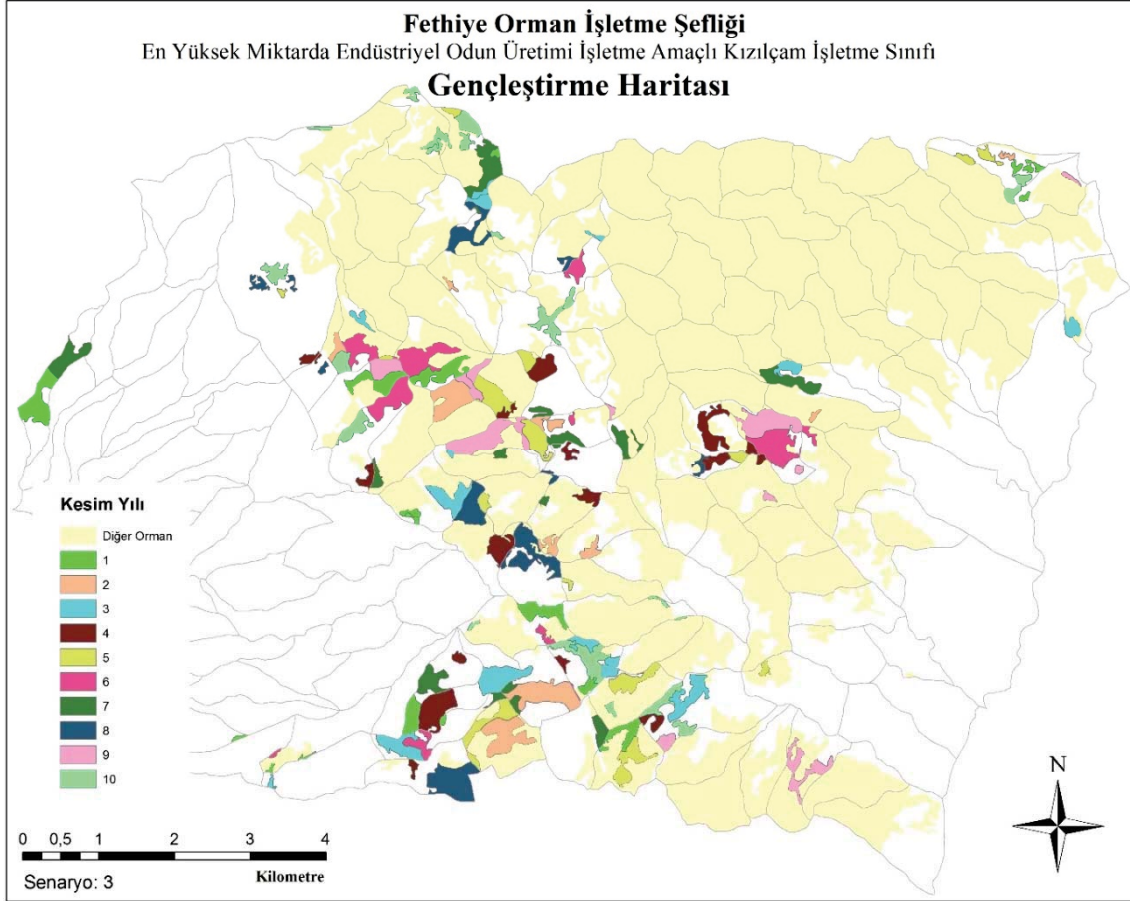 Fethiye Orman İşletme Şefliği
En Yüksek Miktarda Endüstriyel Odun Üretimi İşletme Amaçlı Kızılçam İşletme Sınıfı
Gençleştirme Haritası
Kesim Yılı
Diğer Orman
1
2
3
4
5
6
7
8
9
10
N
0 0,5 1 2 3 4
Kilometre
Senaryo: 3